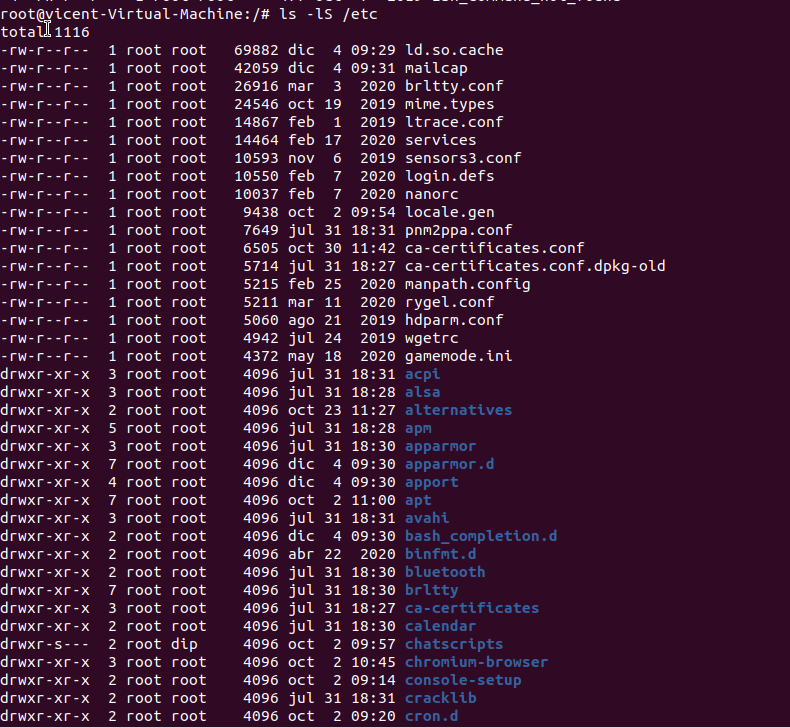 root@vicent-Virtual-Machine:/# ls -lS /etc
total 1116
-rw-r--r--  1 root root   69882 dic  4 09:29 ld.so.cache
-rw-r--r--  1 root root   42059 dic  4 09:31 mailcap
-rw-r--r--  1 root root   26916 mar  3  2020 brltty.conf
-rw-r--r--  1 root root   24546 oct 19  2019 mime.types
-rw-r--r--  1 root root   14867 feb  1  2019 ltrace.conf
-rw-r--r--  1 root root   14464 feb 17  2020 services
-rw-r--r--  1 root root   10593 nov  6  2019 sensors3.conf
-rw-r--r--  1 root root   10550 feb  7  2020 login.defs
-rw-r--r--  1 root root   10037 feb  7  2020 nanorc
-rw-r--r--  1 root root    9438 oct  2 09:54 locale.gen
-rw-r--r--  1 root root    7649 jul 31 18:31 pnm2ppa.conf
-rw-r--r--  1 root root    6505 oct 30 11:42 ca-certificates.conf
-rw-r--r--  1 root root    5714 jul 31 18:27 ca-certificates.conf.dpkg-old
-rw-r--r--  1 root root    5215 feb 25  2020 manpath.config
-rw-r--r--  1 root root    5211 mar 11  2020 rygel.conf
-rw-r--r--  1 root root    5060 ago 21  2019 hdparm.conf
-rw-r--r--  1 root root    4942 jul 24  2019 wgetrc
-rw-r--r--  1 root root    4372 may 18  2020 gamemode.ini
drwxr-xr-x  3 root root    4096 jul 31 18:31 acpi
drwxr-xr-x  3 root root    4096 jul 31 18:28 alsa
drwxr-xr-x  2 root root    4096 oct 23 11:27 alternatives
drwxr-xr-x  5 root root    4096 jul 31 18:28 apm
drwxr-xr-x  3 root root    4096 jul 31 18:30 apparmor
drwxr-xr-x  7 root root    4096 dic  4 09:30 apparmor.d
drwxr-xr-x  4 root root    4096 dic  4 09:30 apport
drwxr-xr-x  7 root root    4096 oct  2 11:00 apt
drwxr-xr-x  3 root root    4096 jul 31 18:31 avahi
drwxr-xr-x  2 root root    4096 dic  4 09:30 bash_completion.d
drwxr-xr-x  2 root root    4096 abr 22  2020 binfmt.d
drwxr-xr-x  2 root root    4096 jul 31 18:30 bluetooth
drwxr-xr-x  7 root root    4096 jul 31 18:30 brltty
drwxr-xr-x  3 root root    4096 jul 31 18:27 ca-certificates
drwxr-xr-x  2 root root    4096 jul 31 18:30 calendar
drwxr-s---  2 root dip     4096 oct  2 09:57 chatscripts
drwxr-xr-x  3 root root    4096 oct  2 10:45 chromium-browser
drwxr-xr-x  2 root root    4096 oct  2 09:14 console-setup
drwxr-xr-x  2 root root    4096 jul 31 18:31 cracklib
drwxr-xr-x  2 root root    4096 oct  2 09:20 cron.d